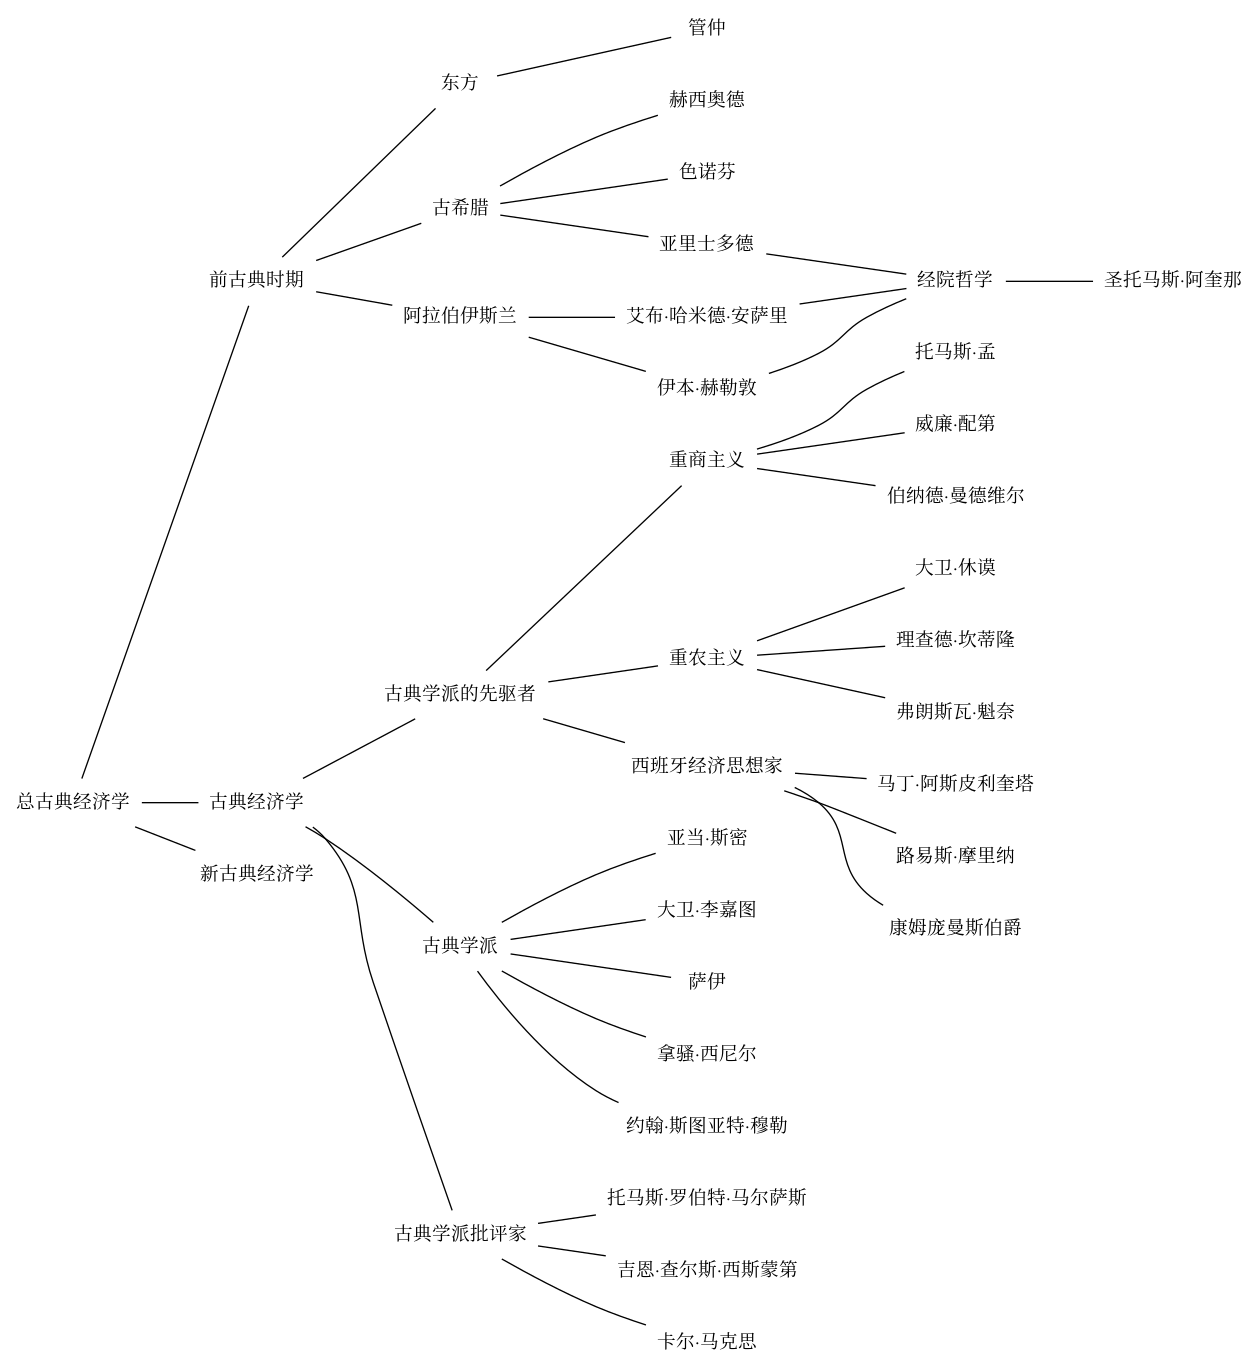 管仲
东方
赫西奥德
色诺芬
古希腊
亚里士多德
前古典时期
经院哲学
圣托马斯·阿奎那
阿拉伯伊斯兰
艾布·哈米德·安萨里
托马斯·孟
伊本·赫勒敦
威廉·配第
重商主义
伯纳德·曼德维尔
大卫·休谟
理查德·坎蒂隆
重农主义
古典学派的先驱者
弗朗斯瓦·魁奈
西班牙经济思想家
马丁·阿斯皮利奎塔
总古典经济学
古典经济学
亚当·斯密
路易斯·摩里纳
新古典经济学
大卫·李嘉图
康姆庞曼斯伯爵
古典学派
萨伊
拿骚·西尼尔
约翰·斯图亚特·穆勒
托马斯·罗伯特·马尔萨斯
古典学派批评家
吉恩·查尔斯·西斯蒙第
卡尔·马克思